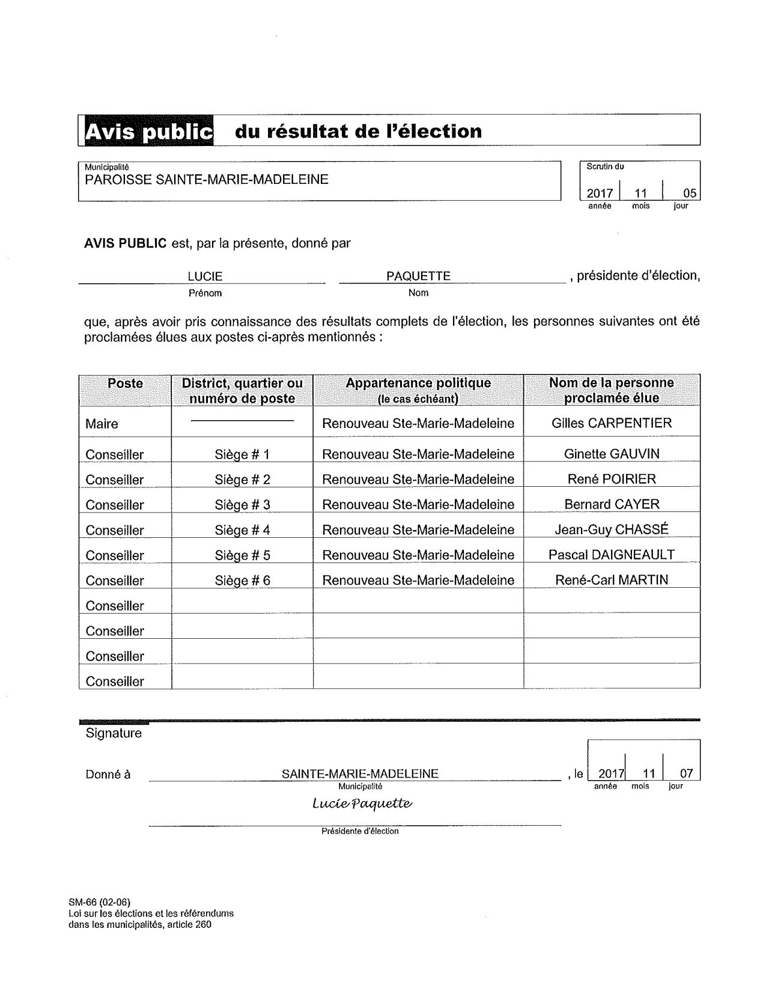 Avis public du résultat de l'élection
Municipalité
PAROISSE SAINTE-MARIE-MADELEINE
Scrutin du
2017 11 05
année mois jour
AVIS PUBLIC est, par la présente, donné par
LUCIE PAQUETTE , présidente d'élection,
Prénom Nom
que, après avoir pris connaissance des résultats complets de l'élection, les personnes suivantes ont été
proclamées élues aux postes ci-après mentionnés :
Poste District, quartier ou numéro de poste Appartenance politique (le cas échéant) Nom de la personne proclamée élue
Maire Renouveau Ste-Marie-Madeleine Gilles CARPENTIER
Conseiller Siège # 1 Renouveau Ste-Marie-Madeleine Ginette GAUVIN
Conseiller Siège # 2 Renouveau Ste-Marie-Madeleine René POIRIER
Conseiller Siège # 3 Renouveau Ste-Marie-Madeleine Bernard CAYER
Conseiller Siège # 4 Renouveau Ste-Marie-Madeleine Jean-Guy CHASSÉ
Conseiller Siège # 5 Renouveau Ste-Marie-Madeleine Pascal DAIGNEAULT
Conseiller Siège # 6 Renouveau Ste-Marie-Madeleine René-Carl MARTIN
Conseiller
Conseiller
Conseiller
Conseiller
Signature
Donné à SAINTE-MARIE-MADELEINE , le 2017 11 07
Municipalité année mois jour
Lucie Paquette
Présidente d'élection
SM-66 (02-06)
Loi sur les élections et les référendums
dans les municipalités, article 260